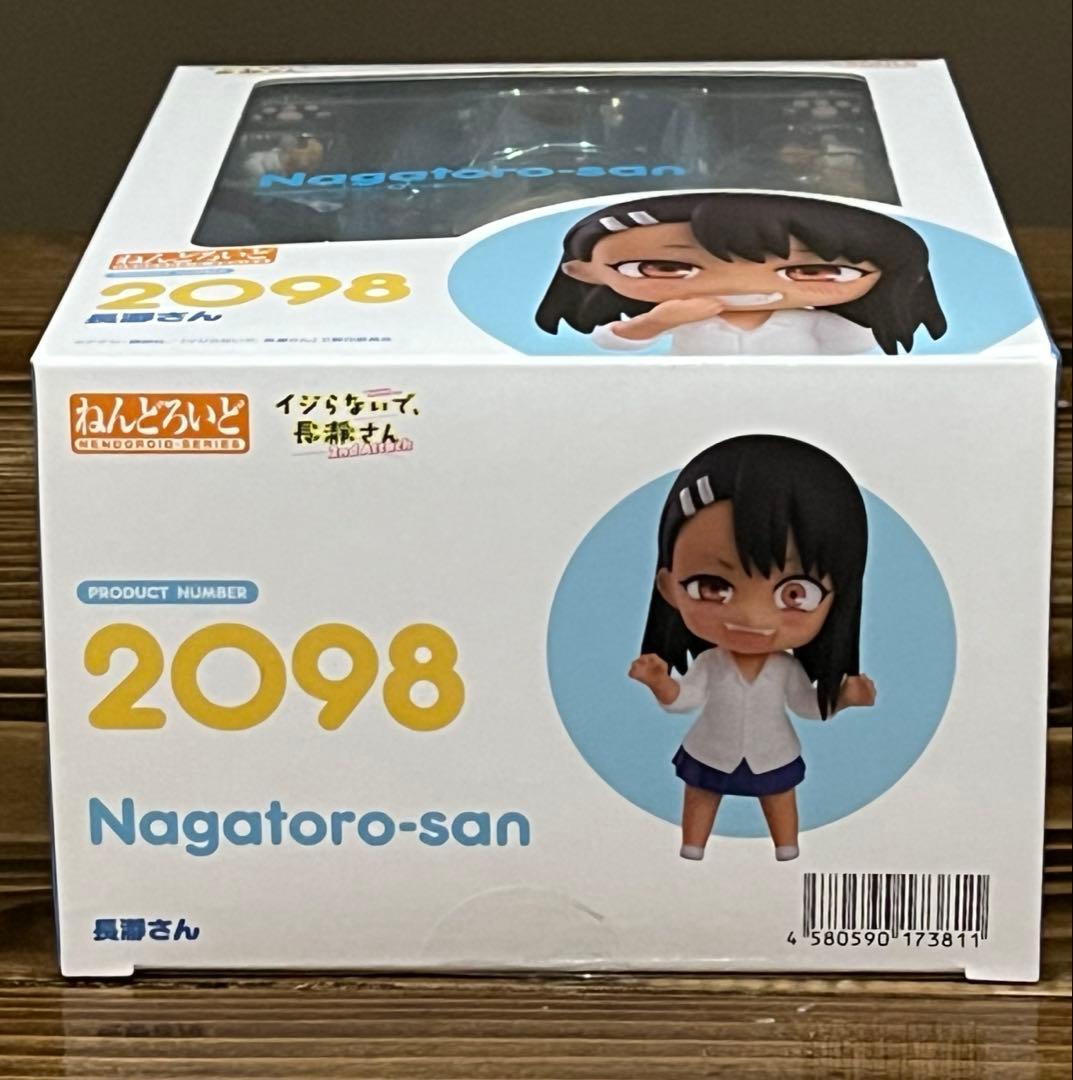 Nagatoro-san
ねんどろいど
2098
長瀞さん
ねんどろいど
NENDOROID-SERIES
イジらないで、
長瀞さん
2nd Attack
PRODUCT NUMBER
2098
Nagatoro-san
長瀞さん
4 580590 173811